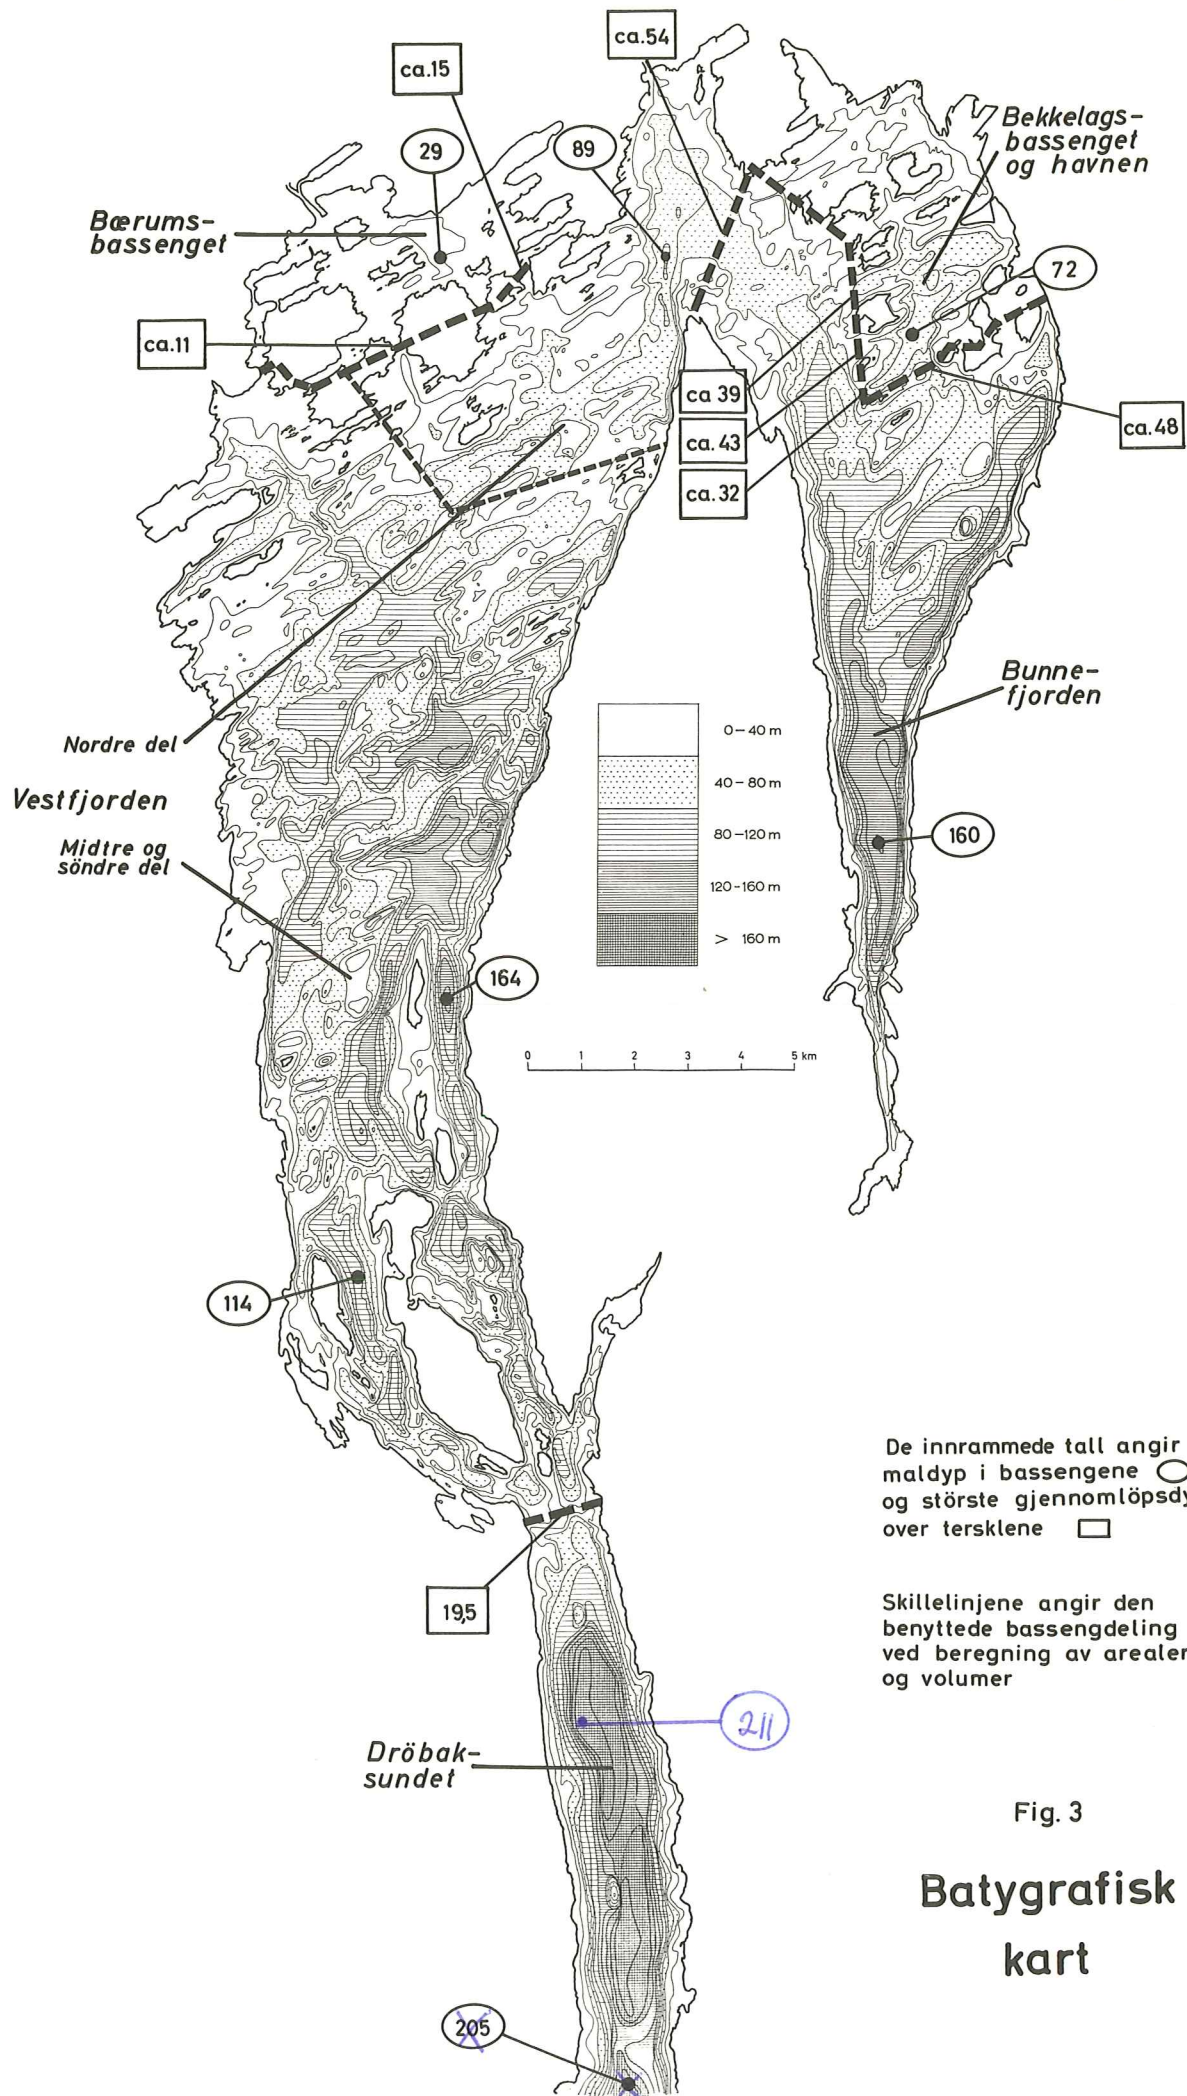 ca.54
ca.15
29
89
Bekkelags-
bassenget
og havnen
Bærums-
bassenget
72
ca.11
ca 39
ca.43
ca.32
ca.48
Bunne-
fjorden
Nordre del
Vestfjorden
Midtre og
söndre del
0–40 m
40–80 m
80–120 m
120-160 m
> 160 m
160
164
0 1 2 3 4 5 km
114
De innrammede tall angir
maldyp i bassengene
og störste gjennomlöpsdy
over tersklene
19,5
Skillelinjene angir den
benyttede bassengdeling
ved beregning av arealer
og volumer
211
Dröbak-
sundet
Fig. 3
Batygrafisk
kart
205